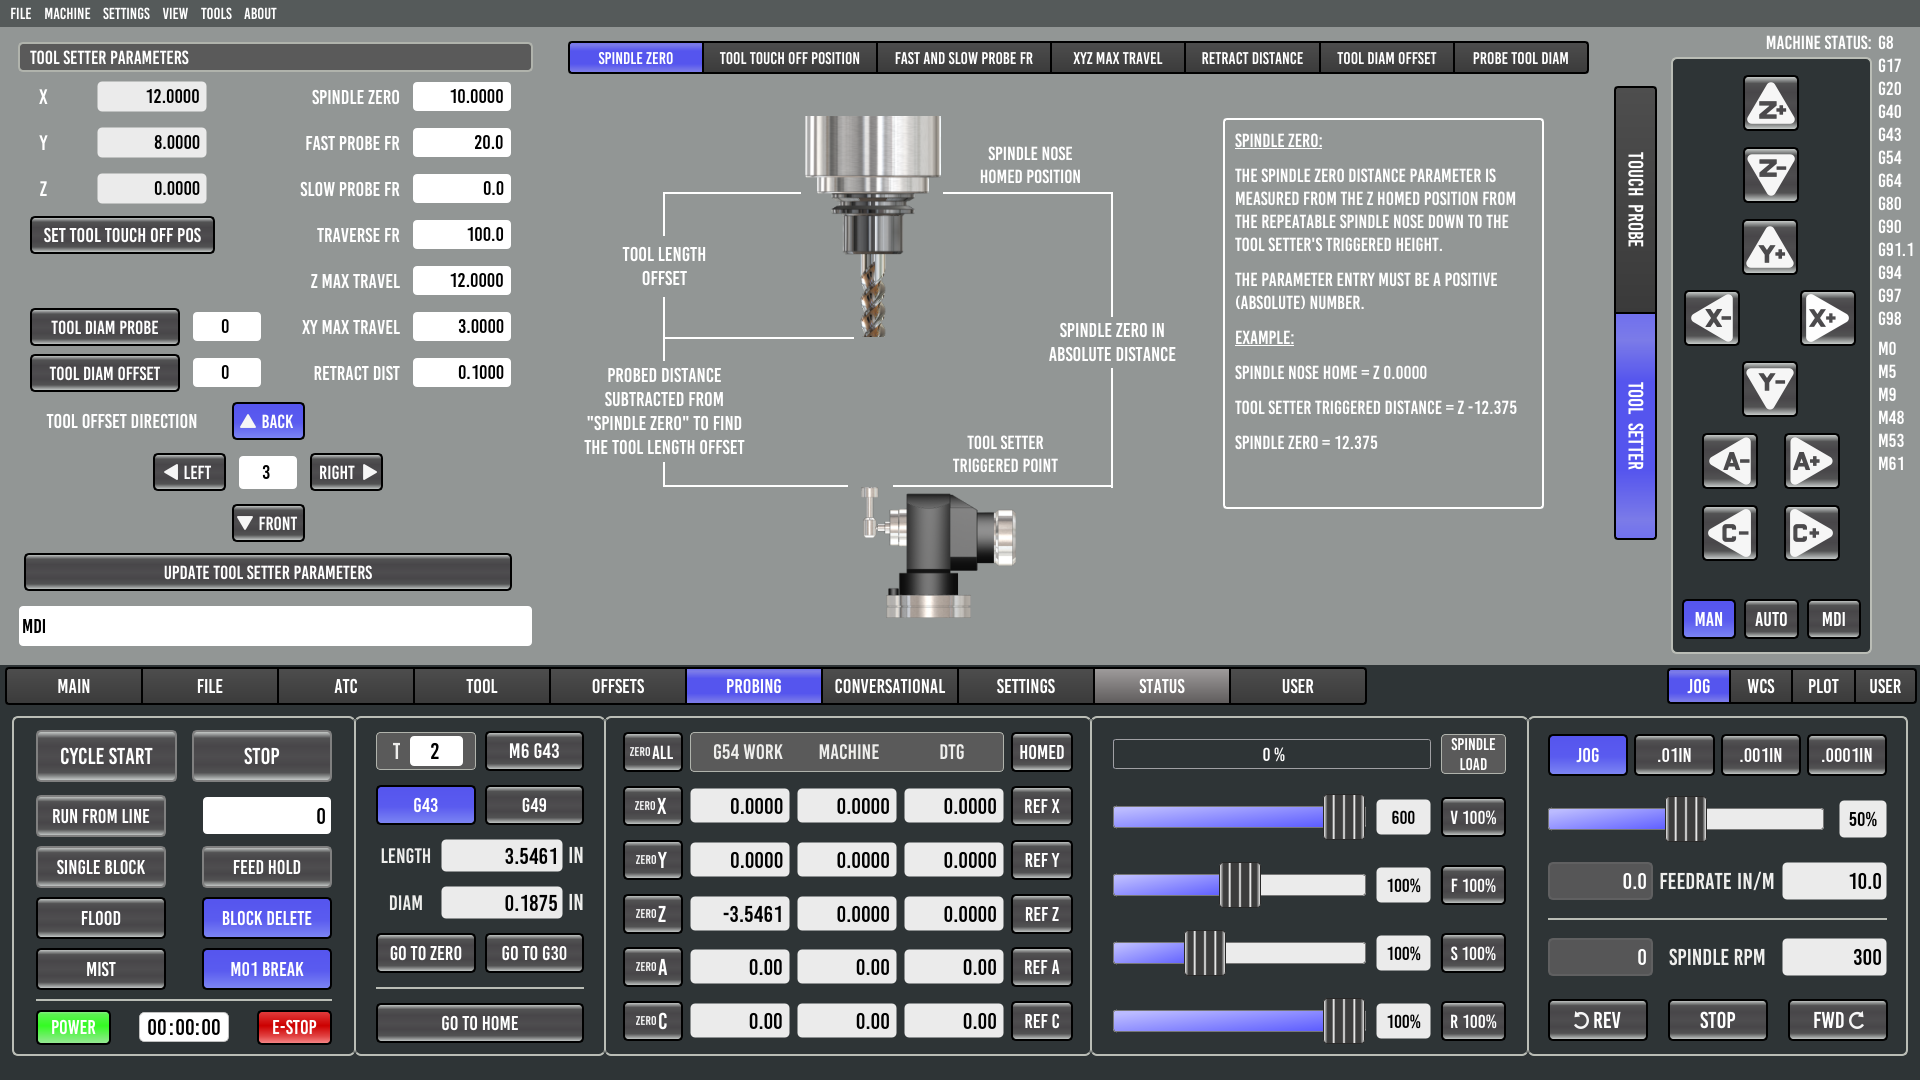 FILE MACHINE SETTINGS VIEW TOOLS ABOUT
TOOL SETTER PARAMETERS
X 12.0000 SPINDLE ZERO 10.0000
Y 8.0000 FAST PROBE FR 20.0
Z 0.0000 SLOW PROBE FR 0.0
SET TOOL TOUCH OFF POS TRAVERSE FR 100.0
Z MAX TRAVEL 12.0000
TOOL DIAM PROBE 0 XY MAX TRAVEL 3.0000
TOOL DIAM OFFSET 0 RETRACT DIST 0.1000
TOOL OFFSET DIRECTION BACK
LEFT 3 RIGHT
FRONT
UPDATE TOOL SETTER PARAMETERS
MDI
SPINDLE ZERO TOOL TOUCH OFF POSITION FAST AND SLOW PROBE FR XYZ MAX TRAVEL RETRACT DISTANCE TOOL DIAM OFFSET PROBE TOOL DIAM
SPINDLE NOSE
HOMED POSITION
TOOL LENGTH
OFFSET
SPINDLE ZERO IN
ABSOLUTE DISTANCE
PROBED DISTANCE
SUBTRACTED FROM
"SPINDLE ZERO" TO FIND
THE TOOL LENGTH OFFSET
TOOL SETTER
TRIGGERED POINT
SPINDLE ZERO:
THE SPINDLE ZERO DISTANCE PARAMETER IS
MEASURED FROM THE Z HOMED POSITION FROM
THE REPEATABLE SPINDLE NOSE DOWN TO THE
TOOL SETTER'S TRIGGERED HEIGHT.
THE PARAMETER ENTRY MUST BE A POSITIVE
(ABSOLUTE) NUMBER.
EXAMPLE:
SPINDLE NOSE HOME = Z 0.0000
TOOL SETTER TRIGGERED DISTANCE = Z -12.375
SPINDLE ZERO = 12.375
TOUCH PROBE
TOOL SETTER
MACHINE STATUS: G8
G17
G20
G40
G43
G54
G64
G80
G90
G91.1
G94
G97
G98
M0
M5
M9
M48
M53
M61
Z+
Z-
Y+
X- X+
Y-
A- A+
C- C+
MAN AUTO MDI
MAIN FILE ATC TOOL OFFSETS PROBING CONVERSATIONAL SETTINGS STATUS USER
JOG WCS PLOT USER
CYCLE START STOP
RUN FROM LINE 0
SINGLE BLOCK FEED HOLD
FLOOD BLOCK DELETE
MIST M01 BREAK
POWER 00:00:00 E-STOP
T 2 M6 G43
G43 G49
LENGTH 3.5461 IN
DIAM 0.1875 IN
GO TO ZERO GO TO G30
GO TO HOME
ZERO ALL G54 WORK MACHINE DTG HOMED
ZERO X 0.0000 0.0000 0.0000 REF X
ZERO Y 0.0000 0.0000 0.0000 REF Y
ZERO Z -3.5461 0.0000 0.0000 REF Z
ZERO A 0.00 0.00 0.00 REF A
ZERO C 0.00 0.00 0.00 REF C
0 % SPINDLE
LOAD
600 V 100%
100% F 100%
100% S 100%
100% R 100%
JOG .01IN .001IN .0001IN
50%
0.0 FEEDRATE IN/M 10.0
0 SPINDLE RPM 300
REV STOP FWD